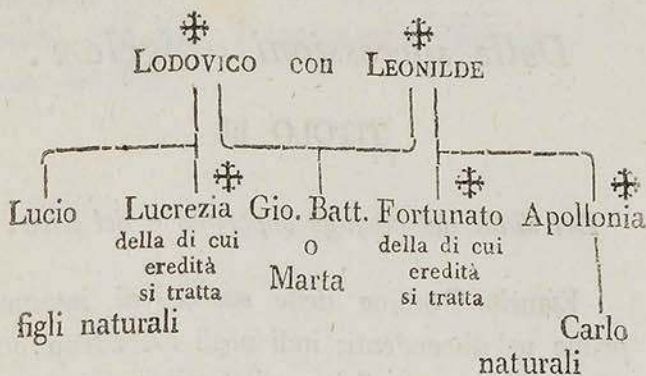 LODOVICO con LEONILDE
Lucio Lucrezia Gio. Batt. Fortunato Apollonia
della di cui o della di cui
eredità Marta eredità
si tratta si tratta
figli naturali Carlo
naturali